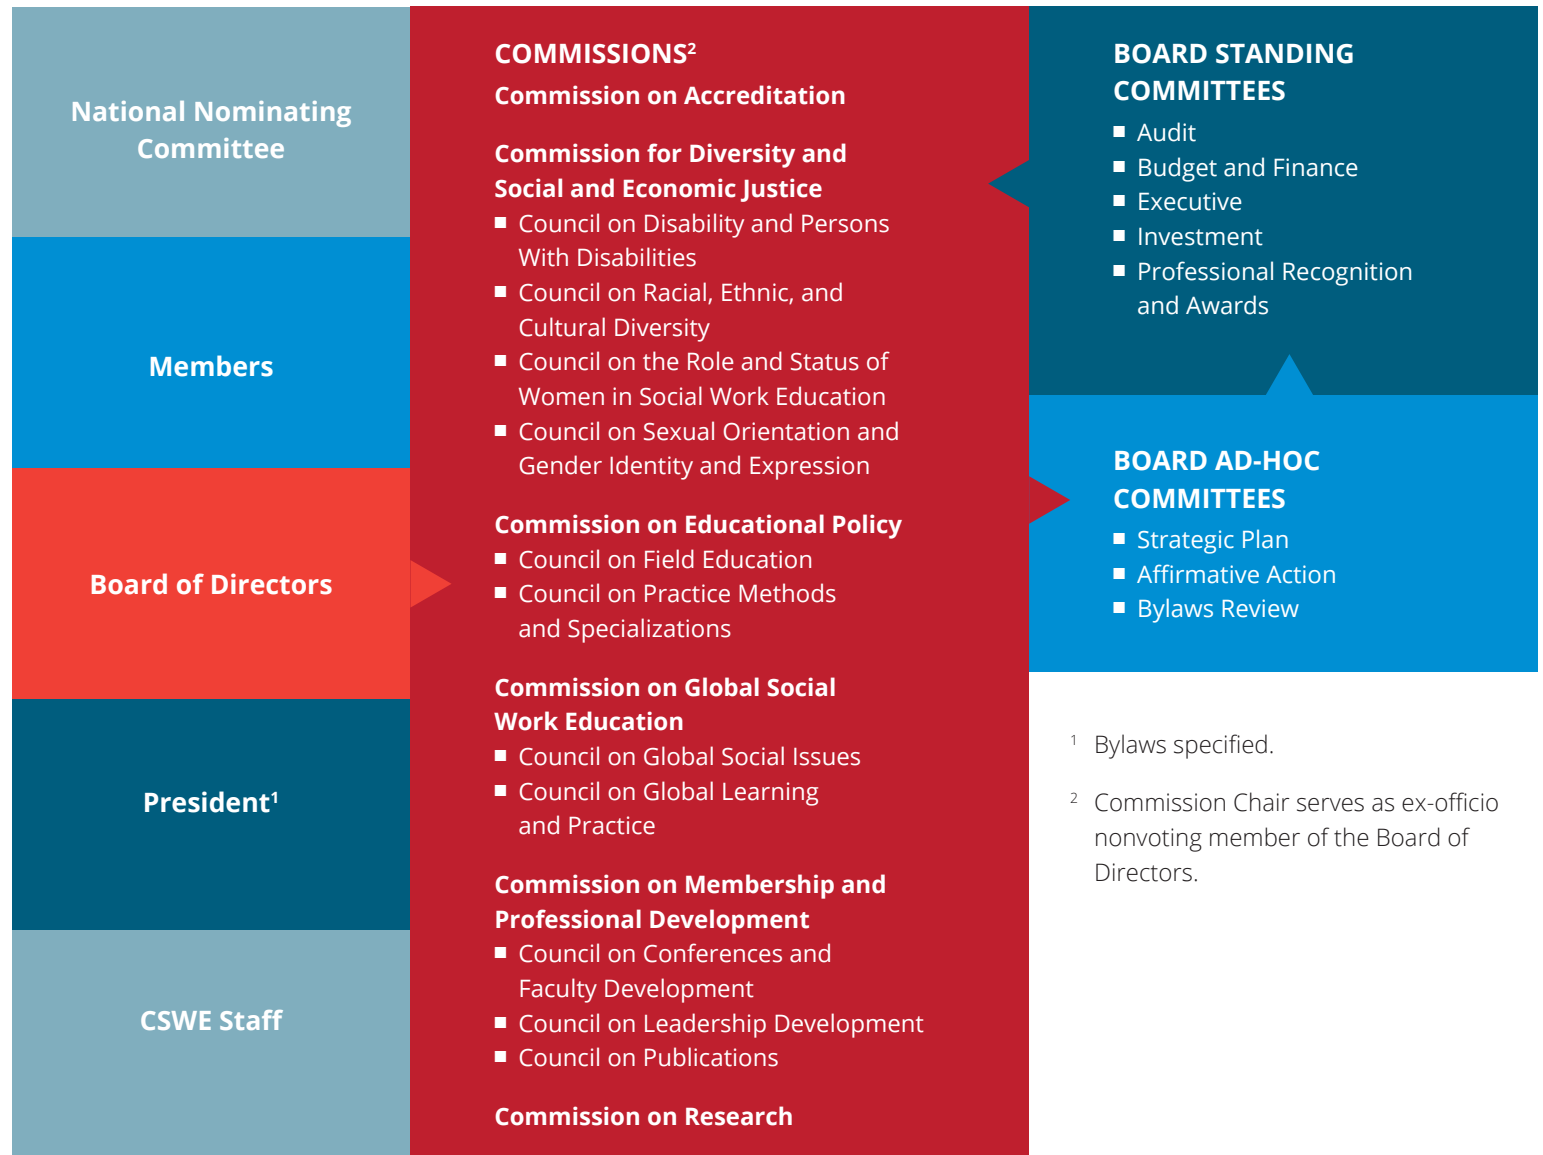 National Nominating
Committee
Members
Board of Directors
President¹
CSWE Staff
COMMISSIONS²
Commission on Accreditation
Commission for Diversity and
Social and Economic Justice
■ Council on Disability and Persons
With Disabilities
■ Council on Racial, Ethnic, and
Cultural Diversity
■ Council on the Role and Status of
Women in Social Work Education
■ Council on Sexual Orientation and
Gender Identity and Expression
Commission on Educational Policy
■ Council on Field Education
■ Council on Practice Methods
and Specializations
Commission on Global Social
Work Education
■ Council on Global Social Issues
■ Council on Global Learning
and Practice
Commission on Membership and
Professional Development
■ Council on Conferences and
Faculty Development
■ Council on Leadership Development
■ Council on Publications
Commission on Research
BOARD STANDING
COMMITTEES
■ Audit
■ Budget and Finance
■ Executive
■ Investment
■ Professional Recognition
and Awards
BOARD AD-HOC
COMMITTEES
■ Strategic Plan
■ Affirmative Action
■ Bylaws Review
¹ Bylaws specified.
² Commission Chair serves as ex-officio
nonvoting member of the Board of
Directors.